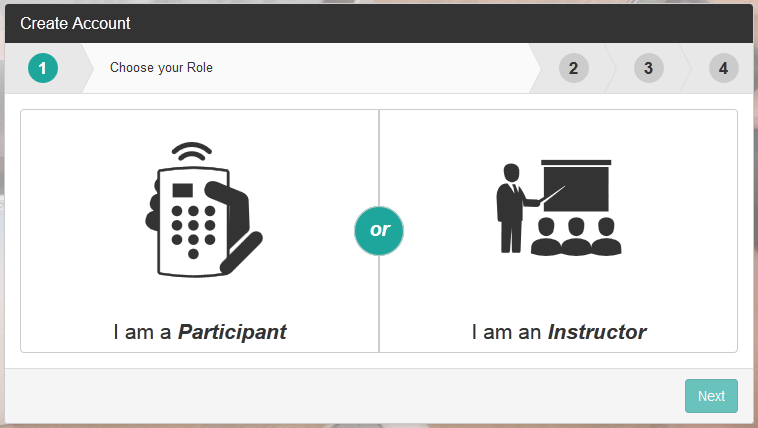 Create Account
1 Choose your Role 2 3 4
or
I am a Participant I am an Instructor
Next